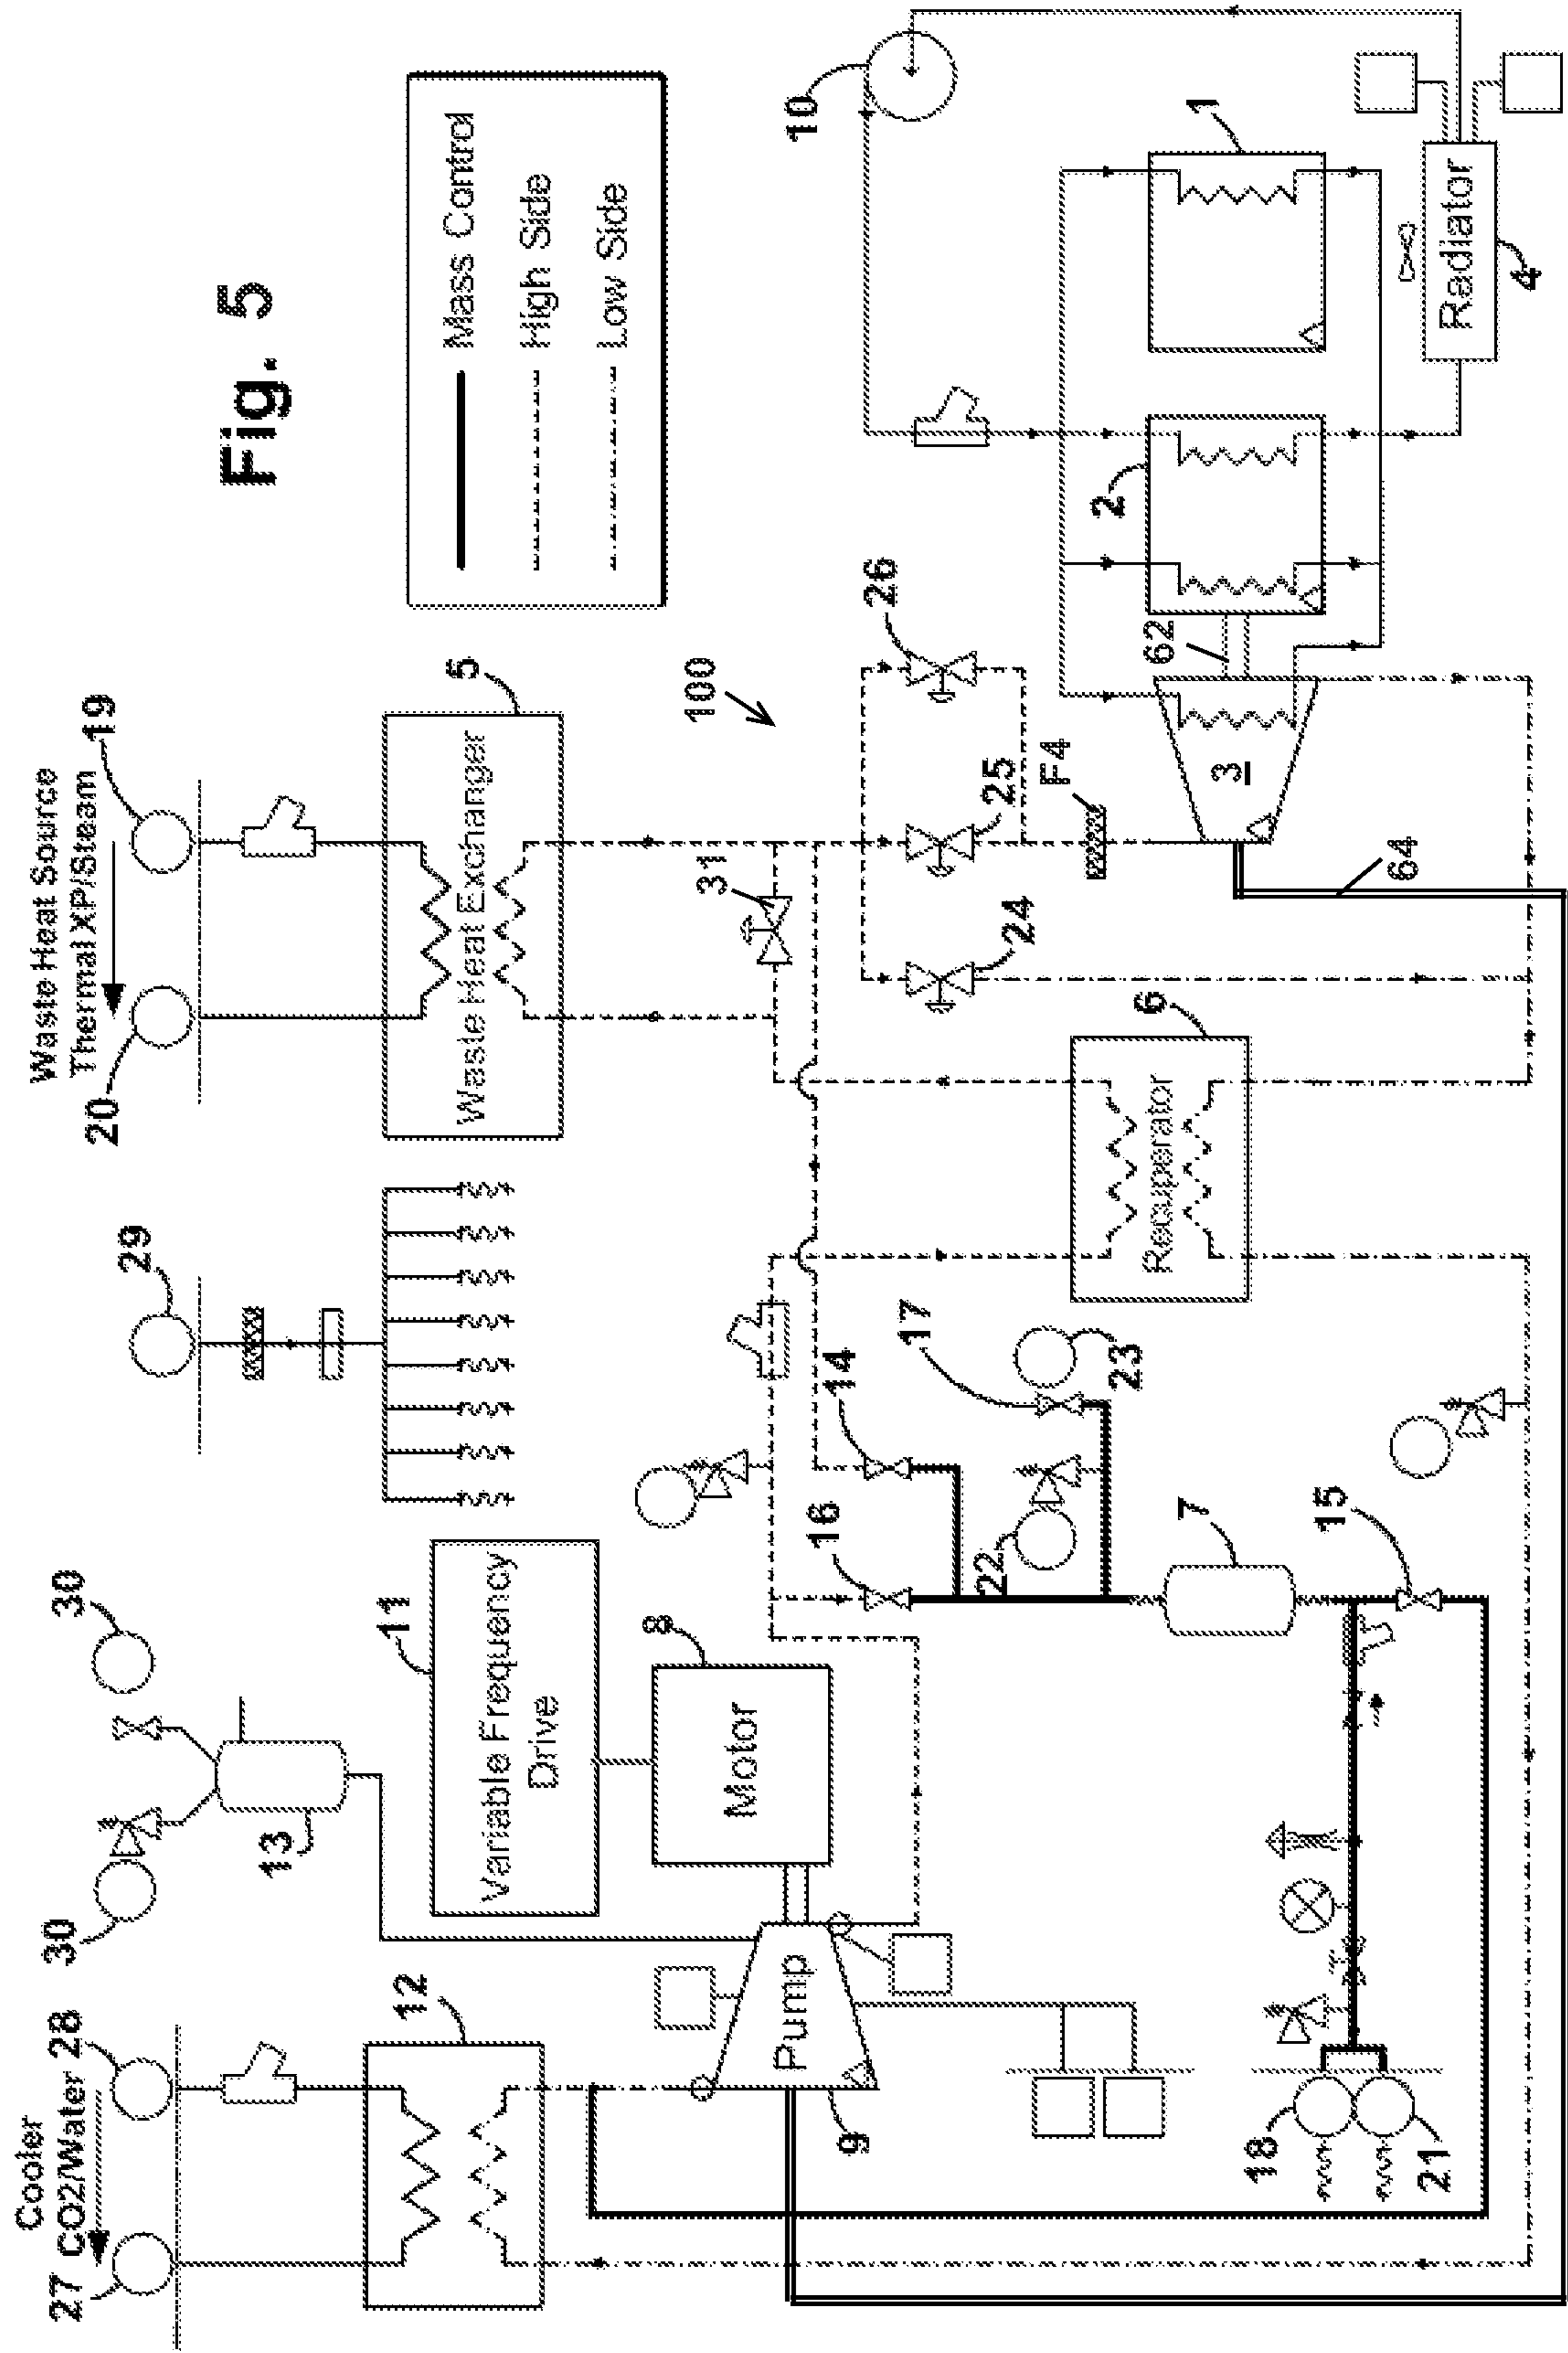 Fig. 5
Mass Control
High Side
Low Side
Cooler
CO2/Water
27
28
12
30
30
13
11
Variable Frequency
Drive
8
Motor
Pump
9
29
Waste Heat Source
Thermal XP/Steam
20
19
5
Waste Heat Exchanger
100
31
26
25
24
F4
10
1
2
62
3
64
Radiator
4
6
Recuperator
16
14
17
22
23
7
15
18
21